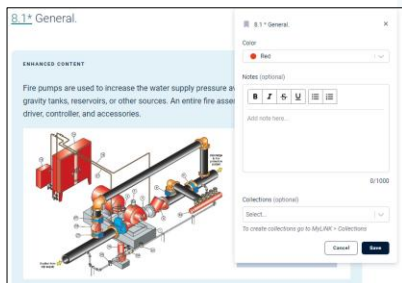 8.1* General.
ENHANCED CONTENT
Fire pumps are used to increase the water supply pressure av
gravity tanks, reservoirs, or other sources. An entire fire asse
driver, controller, and accessories.
8.1* General.
×
Color
Red
Notes (optional)
B I S U
Add note here...
0/1000
Collections (optional)
Select...
To create collections go to MyLINK > Collections
Cancel
Save